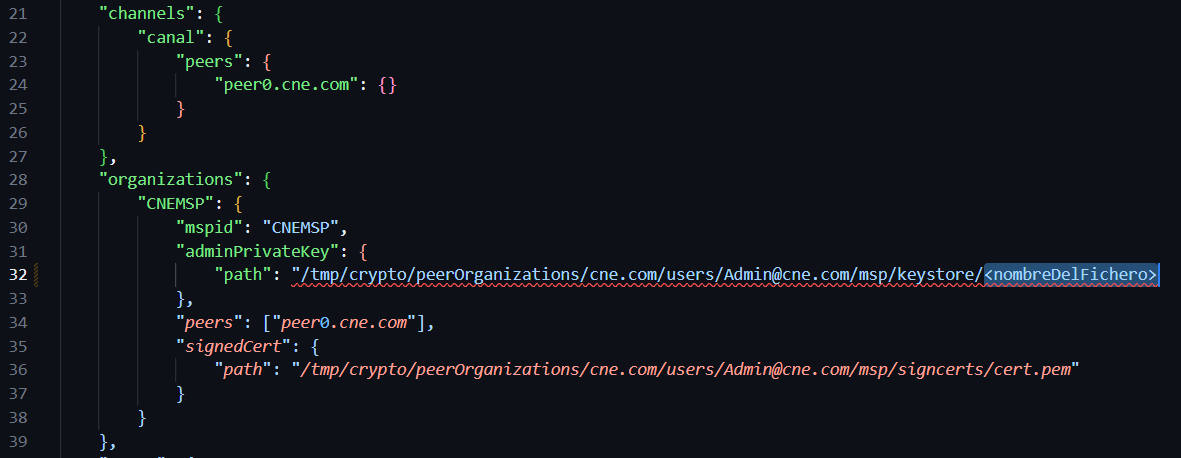 21 "channels": {
22 "canal": {
23 "peers": {
24 "peer0.cne.com": {}
25 }
26 }
27 },
28 "organizations": {
29 "CNEMSP": {
30 "mspid": "CNEMSP",
31 "adminPrivateKey": {
32 "path": "/tmp/crypto/peerOrganizations/cne.com/users/Admin@cne.com/msp/keystore/<nombreDelFichero>
33 },
34 "peers": ["peer0.cne.com"],
35 "signedCert": {
36 "path": "/tmp/crypto/peerOrganizations/cne.com/users/Admin@cne.com/msp/signcerts/cert.pem"
37 }
38 }
39 },